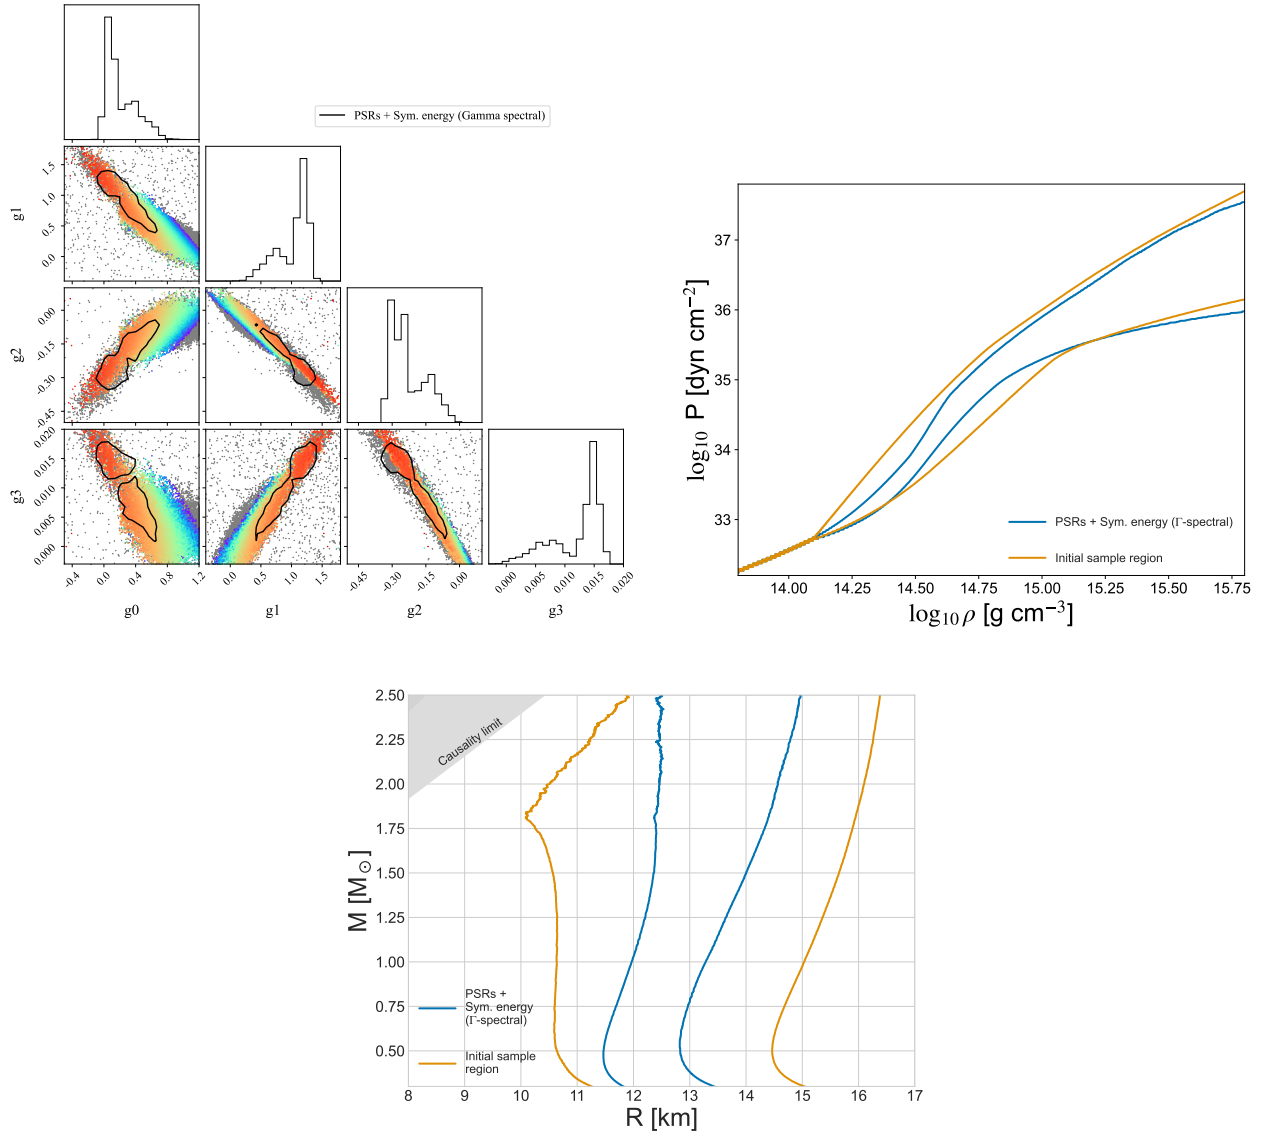 PSRs + Sym. energy (Gamma spectral)
1.5
1.0
0.5
0.0
g1
0.00
-0.15
-0.30
-0.45
g2
0.020
0.015
0.010
0.005
0.000
g3
-0.4
0.0
0.4
0.8
1.2
g0
0.0
0.5
1.0
1.5
g1
-0.45
-0.30
-0.15
0.00
g2
0.000
0.005
0.010
0.015
0.020
g3
37
36
35
34
33
log₁₀ P [dyn cm⁻²]
PSRs + Sym. energy (Γ-spectral)
Initial sample region
14.00 14.25 14.50 14.75 15.00 15.25 15.50 15.75
log₁₀ ρ [g cm⁻³]
2.50
2.25
2.00
1.75
1.50
1.25
1.00
0.75
0.50
M [M⊙]
Causality limit
PSRs +
Sym. energy
(Γ-spectral)
Initial sample
region
8 9 10 11 12 13 14 15 16 17
R [km]